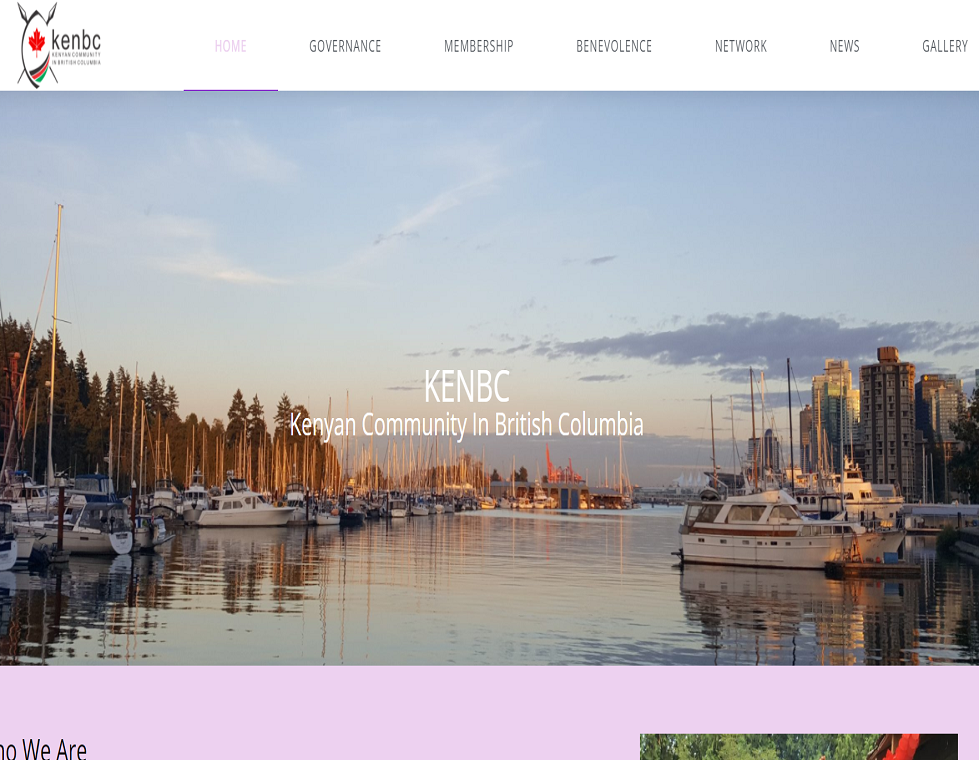 kenbc
KENYAN COMMUNITY
IN BRITISH COLUMBIA
HOME GOVERNANCE MEMBERSHIP BENEVOLENCE NETWORK NEWS GALLERY
KENBC
Kenyan Community In British Columbia
We Are